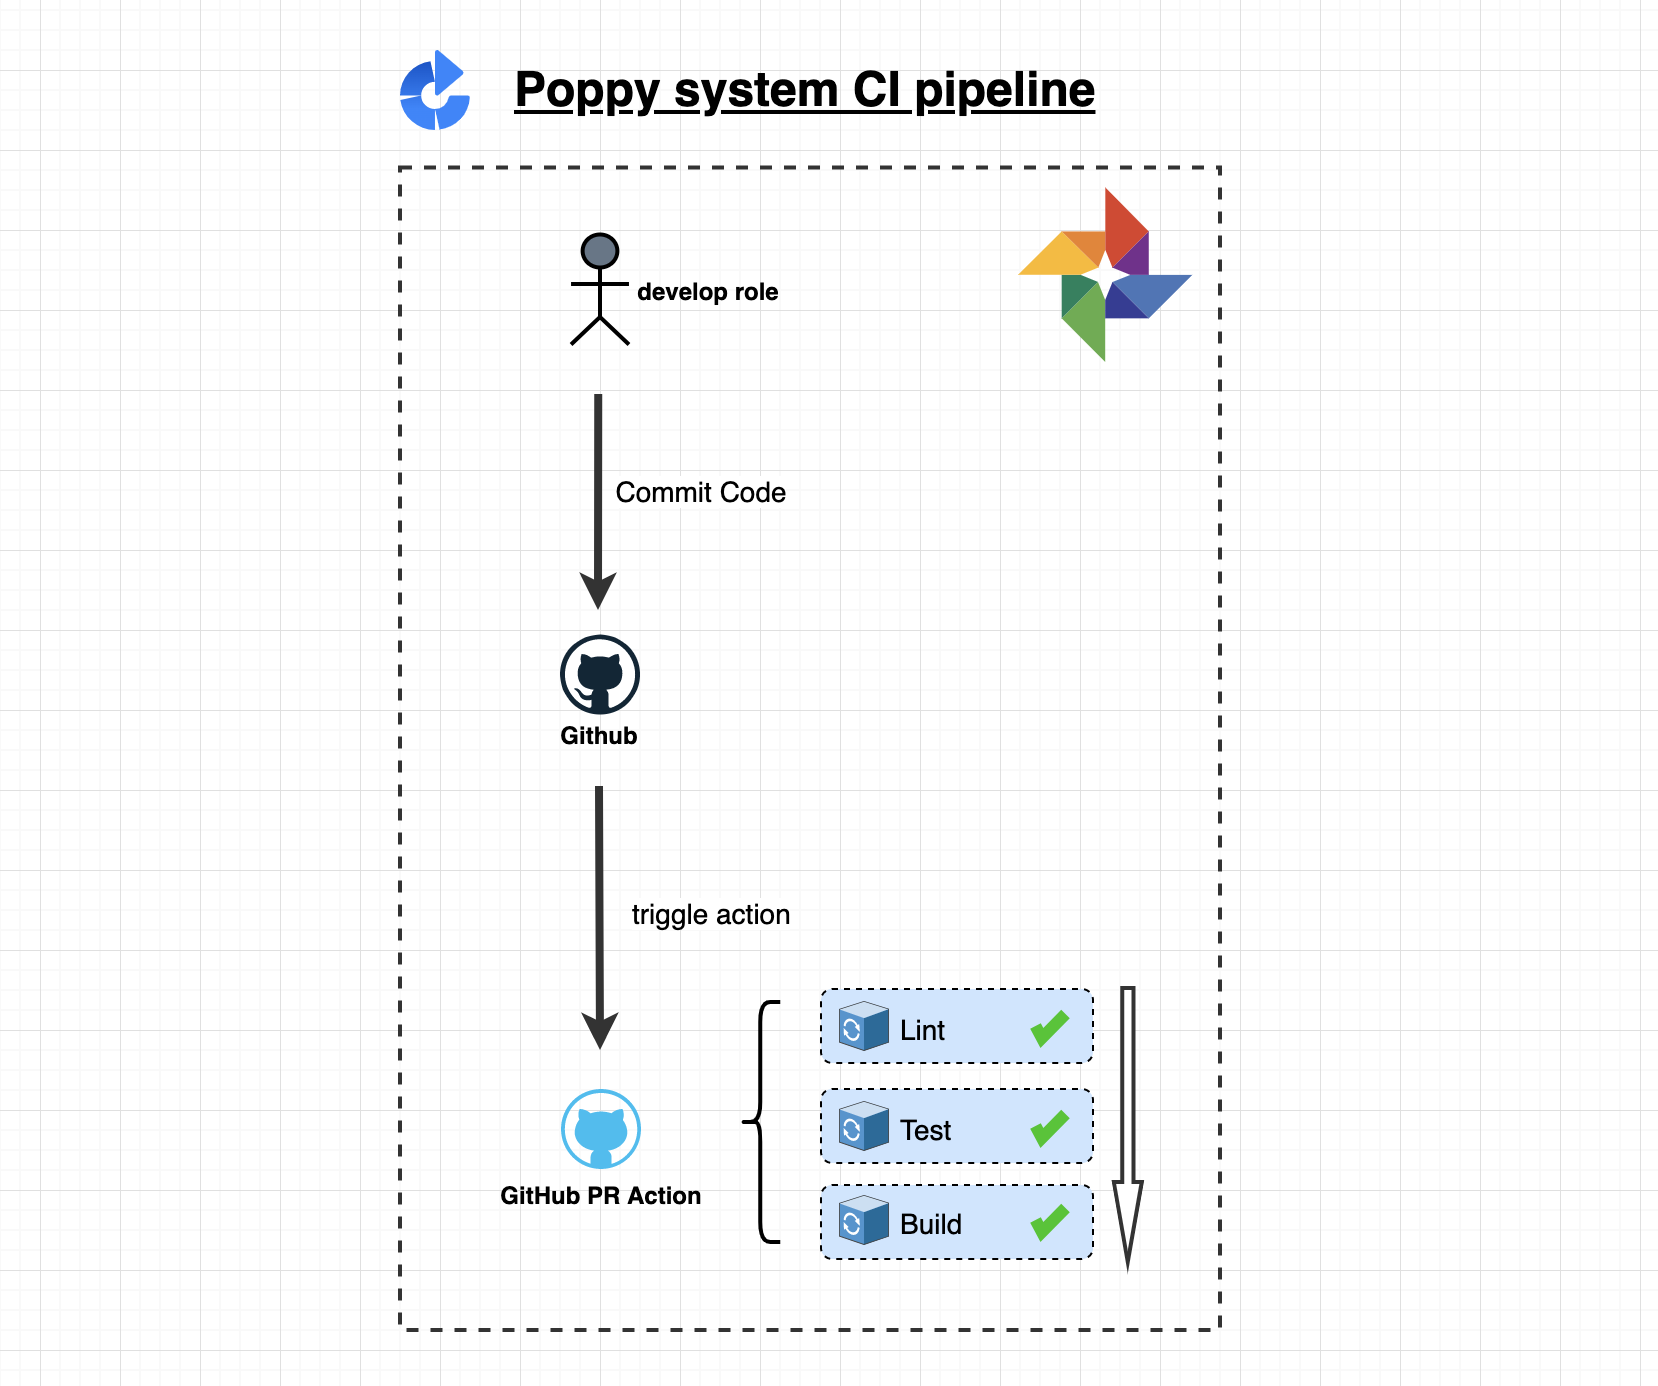 Poppy system CI pipeline
develop role
Commit Code
Github
triggle action
GitHub PR Action
Lint
Test
Build